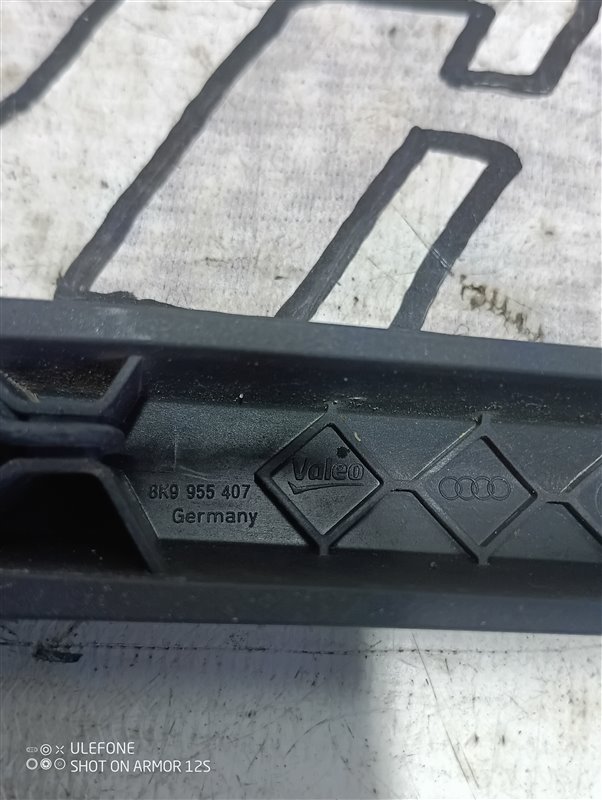 Valeo
8K9 955 407
Germany
ULEFONE
SHOT ON ARMOR 12S